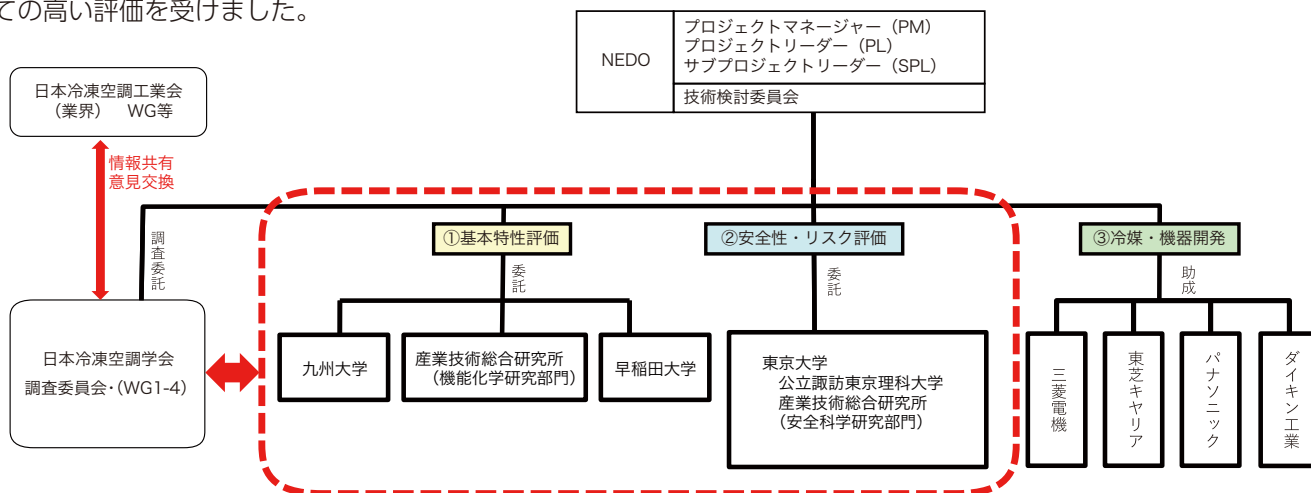 ての高い評価を受けました。
NEDO
プロジェクトマネージャー（PM）
プロジェクトリーダー（PL）
サブプロジェクトリーダー（SPL）
技術検討委員会
日本冷凍空調工業会
（業界）　WG等
情報共有
意見交換
調査委託
①基本特性評価
②安全性・リスク評価
③冷媒・機器開発
委託
委託
助成
日本冷凍空調学会
調査委員会・(WG1-4)
九州大学
産業技術総合研究所
（機能化学研究部門）
早稲田大学
東京大学
公立諏訪東京理科大学
産業技術総合研究所
（安全科学研究部門）
三菱電機
東芝キヤリア
パナソニック
ダイキン工業